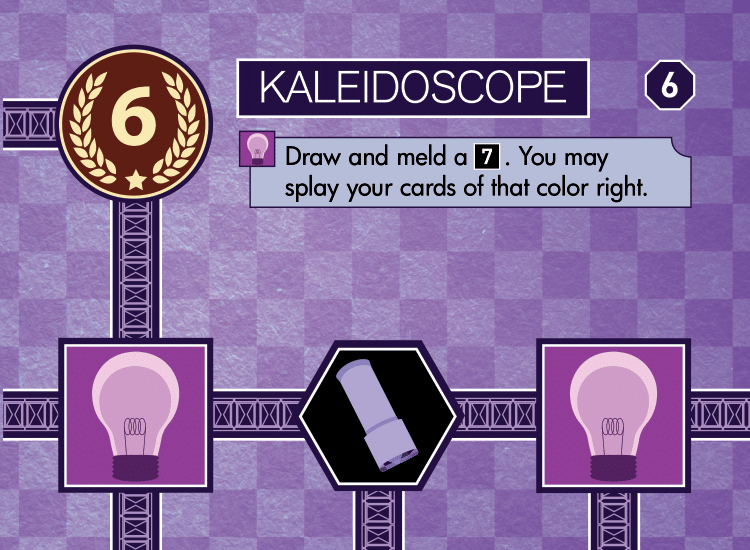 6
KALEIDOSCOPE
6
Draw and meld a 7. You may
splay your cards of that color right.